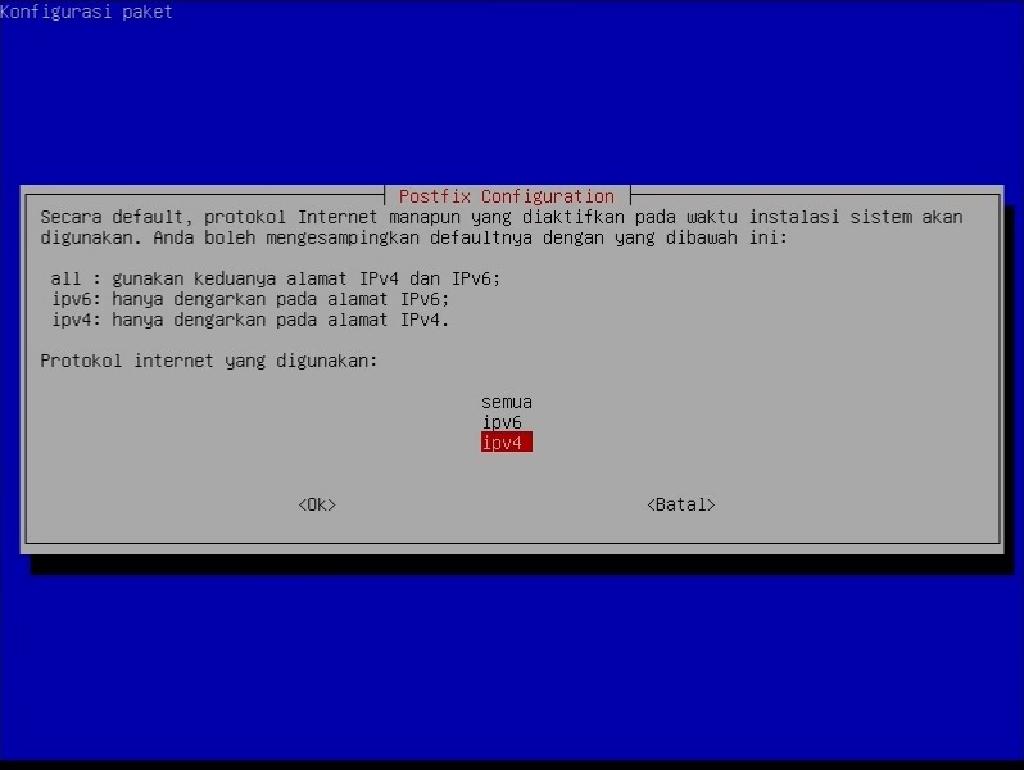 Konfigurasi paket
Postfix Configuration
Secara default, protokol Internet manapun yang diaktifkan pada waktu instalasi sistem akan
digunakan. Anda boleh mengesampingkan defaultnya dengan yang dibawah ini:
all : gunakan keduanya alamat IPv4 dan IPv6;
ipv6: hanya dengarkan pada alamat IPv6;
ipv4: hanya dengarkan pada alamat IPv4.
Protokol internet yang digunakan:
semua
ipv6
ipv4
<Ok> <Batal>